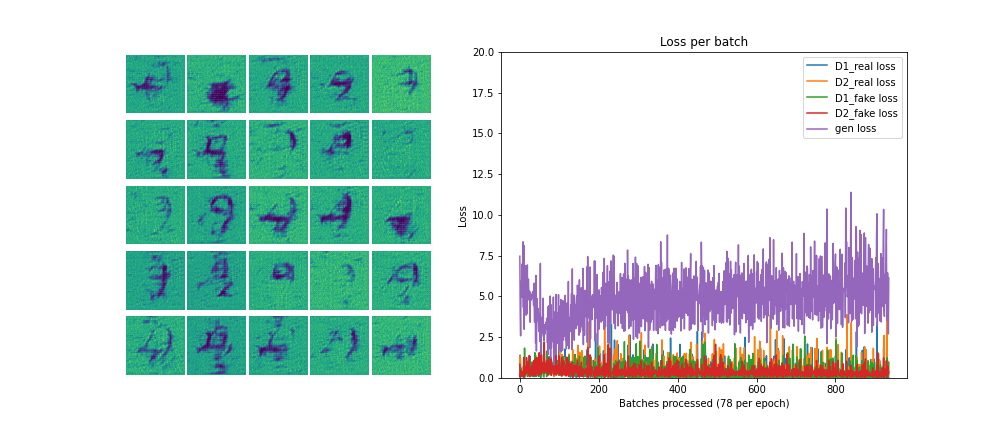 Loss per batch
20.0
17.5
15.0
12.5
10.0
7.5
5.0
2.5
0.0
Loss
D1_real loss
D2_real loss
D1_fake loss
D2_fake loss
gen loss
0 200 400 600 800
Batches processed (78 per epoch)